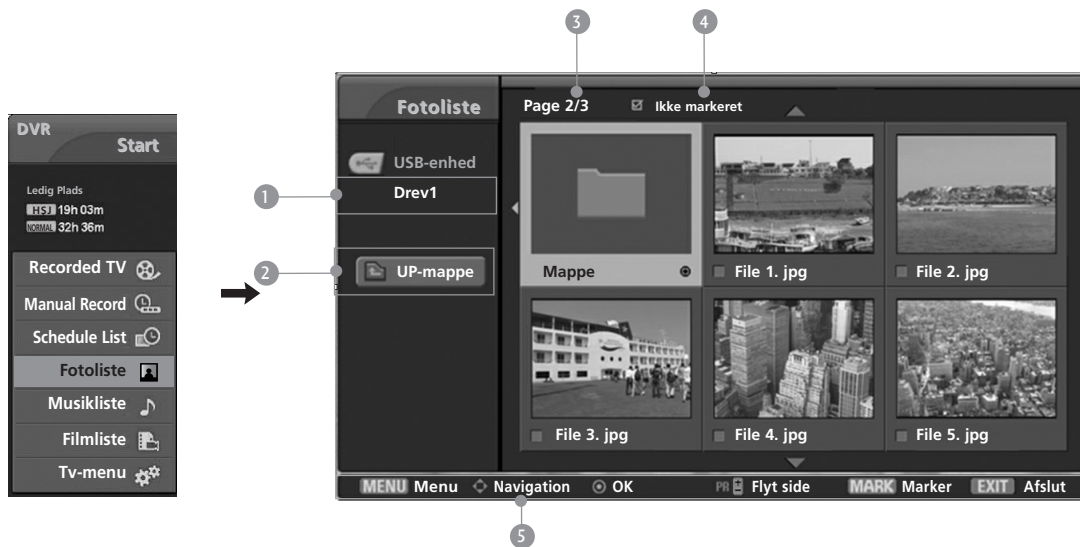 3
4
DVR
Start
Ledig Plads
HSJ 19h 03m
NORMAL 32h 36m
Recorded TV
Manual Record
Schedule List
Fotoliste
Musikliste
Filmliste
Tv-menu
1
2
Fotoliste
USB-enhed
Drev1
UP-mappe
Page 2/3
Ikke markeret
Mappe
File 1. jpg
File 2. jpg
File 3. jpg
File 4. jpg
File 5. jpg
MENU Menu Navigation OK PR Flyt side MARK Marker EXIT Afslut
5